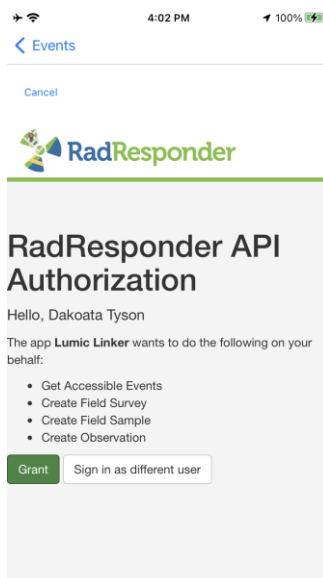 4:02 PM
100%
Events
Cancel
RadResponder
RadResponder API
Authorization
Hello, Dakoata Tyson
The app Lumic Linker wants to do the following on your
behalf:
• Get Accessible Events
• Create Field Survey
• Create Field Sample
• Create Observation
Grant
Sign in as different user